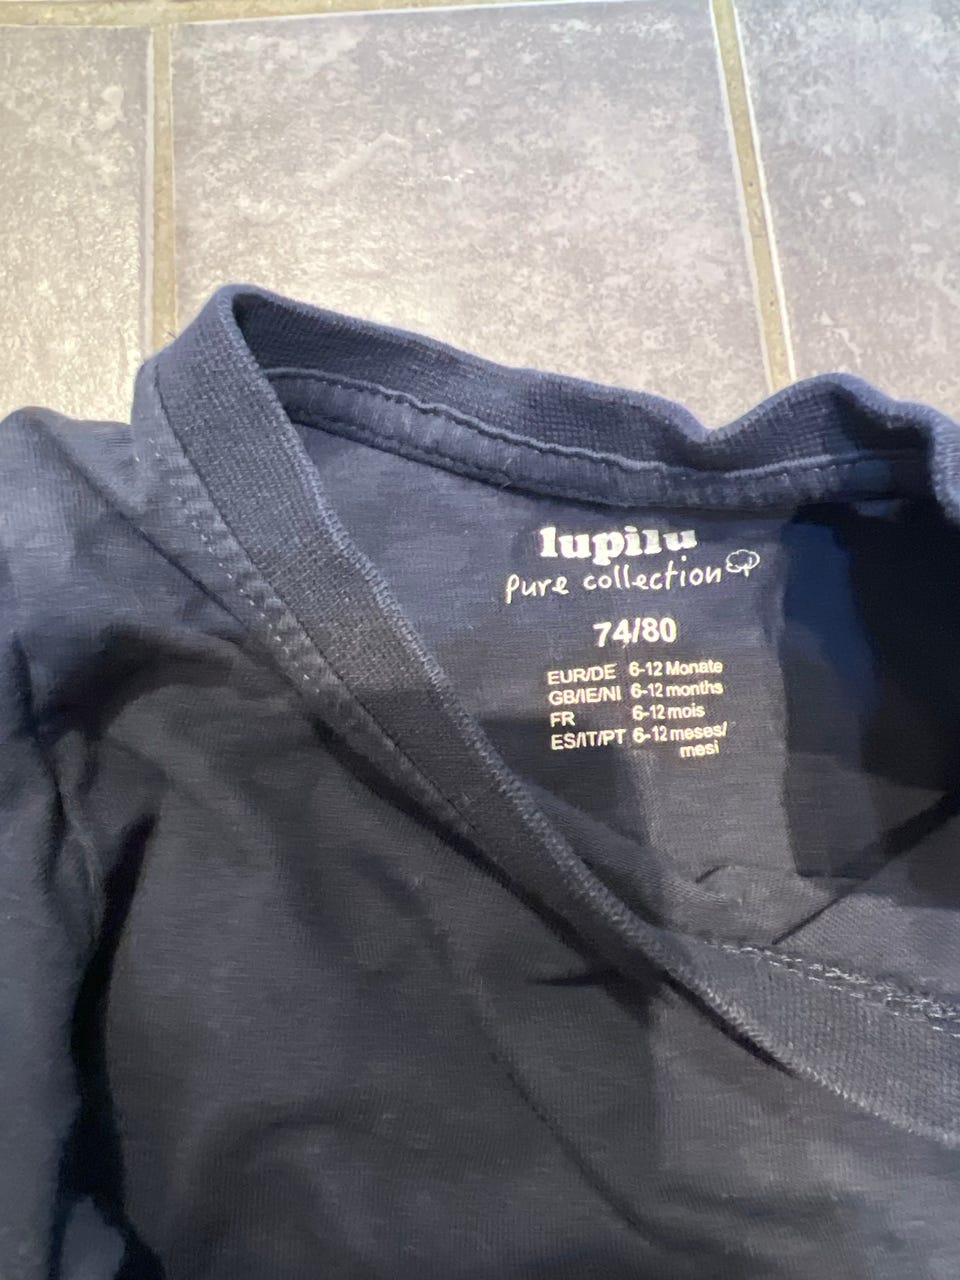 lupilu
pure collection
74/80
EUR/DE 6-12 Monate
GB/IE/NI 6-12 months
FR 6-12 mois
ES/IT/PT 6-12 meses/
mesi